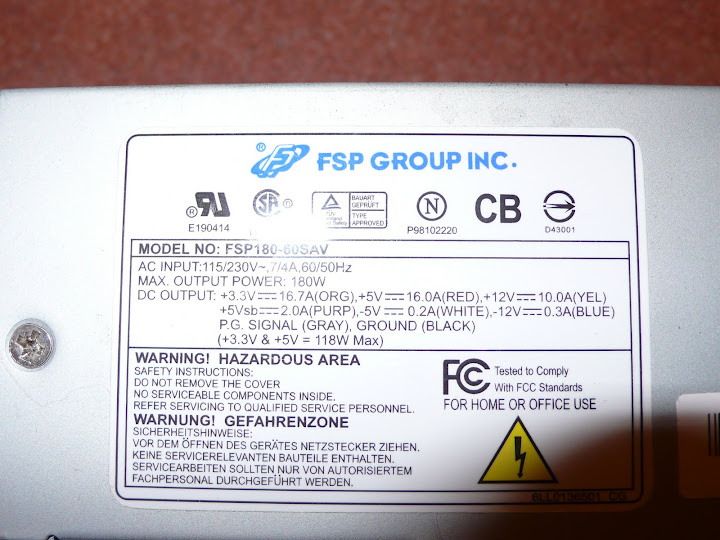 ® FSP GROUP INC.
® UR US E190414
SA ®
TÜV BAUART GEPRÜFT TYPE APPROVED
N P98102220
CB
S D43001
MODEL NO: FSP180-60SAV
AC INPUT:115/230V~,7/4A,60/50Hz
MAX. OUTPUT POWER: 180W
DC OUTPUT: +3.3V⎓16.7A(ORG),+5V⎓16.0A(RED),+12V⎓10.0A(YEL)
+5Vsb⎓2.0A(PURP),-5V⎓0.2A(WHITE),-12V⎓0.3A(BLUE)
P.G. SIGNAL (GRAY), GROUND (BLACK)
(+3.3V & +5V = 118W Max)
WARNING! HAZARDOUS AREA
SAFETY INSTRUCTIONS:
DO NOT REMOVE THE COVER
NO SERVICEABLE COMPONENTS INSIDE.
REFER SERVICING TO QUALIFIED SERVICE PERSONNEL.
WARNUNG! GEFAHRENZONE
SICHERHEITSHINWEISE:
VOR DEM ÖFFNEN DES GERÄTES NETZSTECKER ZIEHEN.
KEINE SERVICERELEVANTEN BAUTEILE ENTHALTEN.
SERVICEARBEITEN SOLLTEN NUR VON AUTORISIERTEM
FACHPERSONAL DURCHGEFÜHRT WERDEN.
FC Tested to Comply
With FCC Standards
FOR HOME OR OFFICE USE
6LL0136501 CG